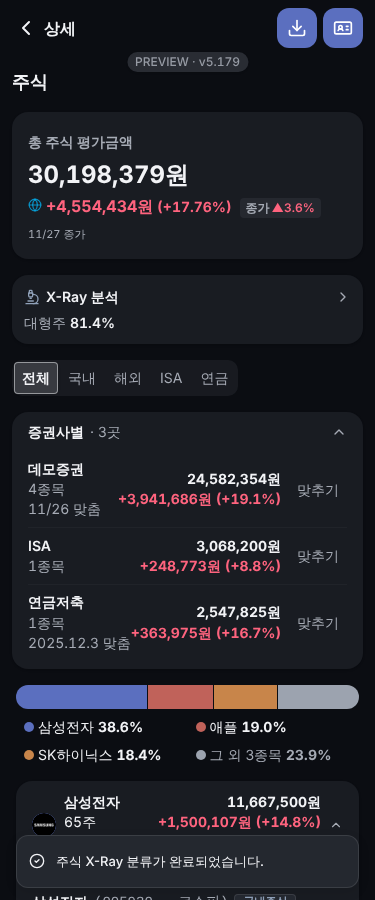 상세
PREVIEW · v5.179
주식
총 주식 평가금액
30,198,379원
+4,554,434원 (+17.76%) 종가 ▲3.6%
11/27 종가
X-Ray 분석
대형주 81.4%
전체 국내 해외 ISA 연금
증권사별 · 3곳
데모증권
4종목
11/26 맞춤
24,582,354원
+3,941,686원 (+19.1%)
맞추기
ISA
1종목
3,068,200원
+248,773원 (+8.8%)
맞추기
연금저축
1종목
2025.12.3 맞춤
2,547,825원
+363,975원 (+16.7%)
맞추기
삼성전자 38.6%
애플 19.0%
SK하이닉스 18.4%
그 외 3종목 23.9%
삼성전자 11,667,500원
SAMSUNG
65주 +1,500,107원 (+14.8%)
주식 X-Ray 분류가 완료되었습니다.